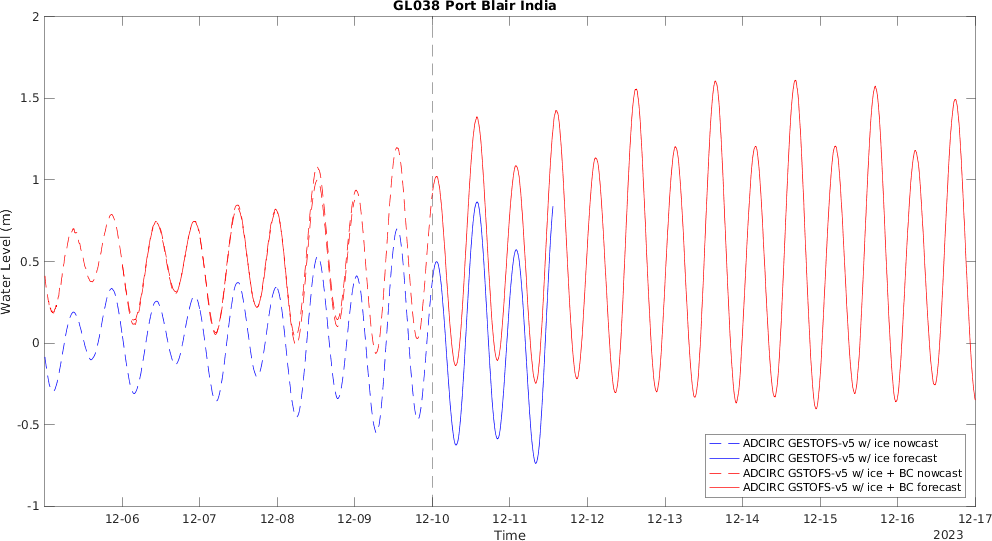 GL038 Port Blair India
2
1.5
1
0.5
0
-0.5
-1
Water Level (m)
12-06 12-07 12-08 12-09 12-10 12-11 12-12 12-13 12-14 12-15 12-16 12-17
Time
2023
ADCIRC GESTOFS-v5 w/ ice nowcast
ADCIRC GESTOFS-v5 w/ ice forecast
ADCIRC GSTOFS-v5 w/ ice + BC nowcast
ADCIRC GSTOFS-v5 w/ ice + BC forecast